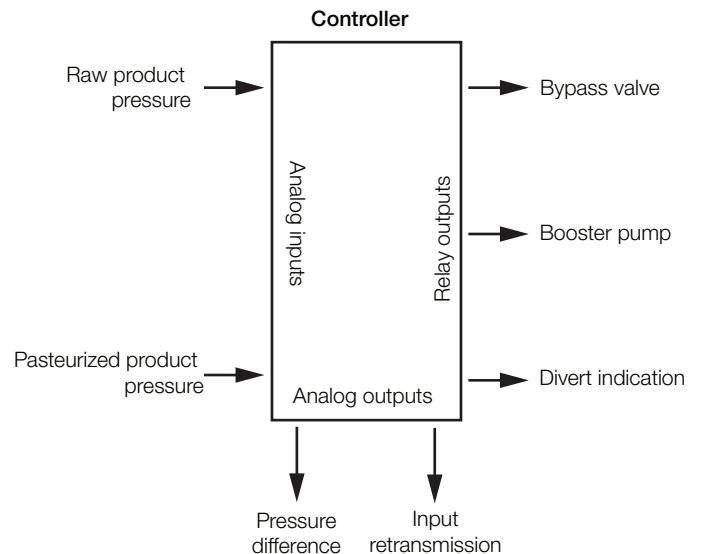 Controller
Raw product
pressure
Bypass valve
Analog inputs
Relay outputs
Booster pump
Pasteurized product
pressure
Divert indication
Analog outputs
Pressure
difference
Input
retransmission